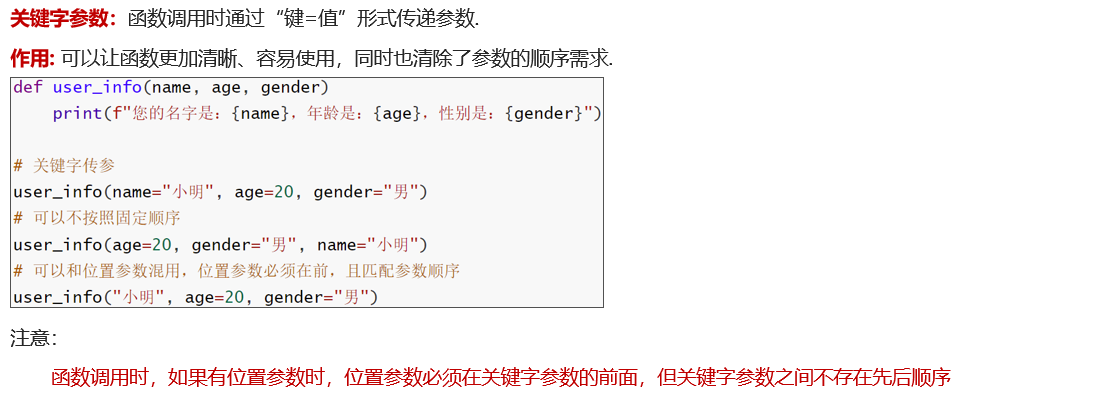 关键字参数：函数调用时通过“键=值”形式传递参数.
作用: 可以让函数更加清晰、容易使用，同时也清除了参数的顺序需求.
def user_info(name, age, gender)
    print(f"您的名字是：{name}，年龄是：{age}，性别是：{gender}")
# 关键字传参
user_info(name="小明", age=20, gender="男")
# 可以不按照固定顺序
user_info(age=20, gender="男", name="小明")
# 可以和位置参数混用，位置参数必须在前，且匹配参数顺序
user_info("小明", age=20, gender="男")
注意：
函数调用时，如果有位置参数时，位置参数必须在关键字参数的前面，但关键字参数之间不存在先后顺序